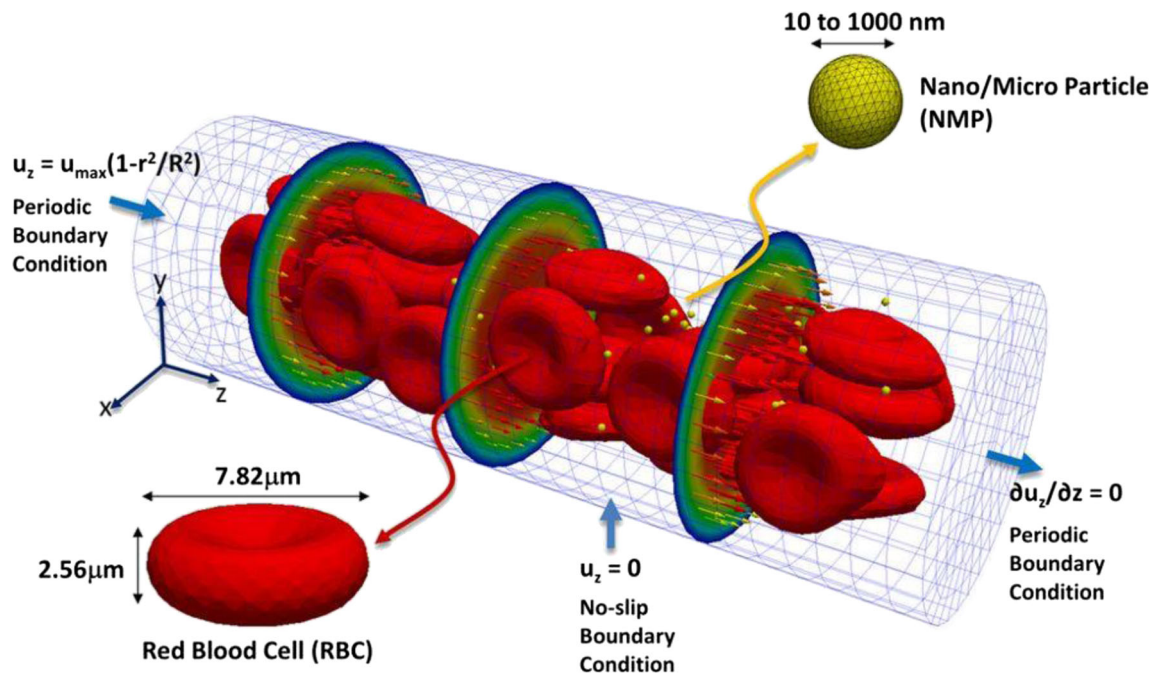 10 to 1000 nm
Nano/Micro Particle
(NMP)
u_z = u_max(1-r²/R²)
Periodic
Boundary
Condition
y
x
z
7.82μm
2.56μm
Red Blood Cell (RBC)
u_z = 0
No-slip
Boundary
Condition
∂u_z/∂z = 0
Periodic
Boundary
Condition